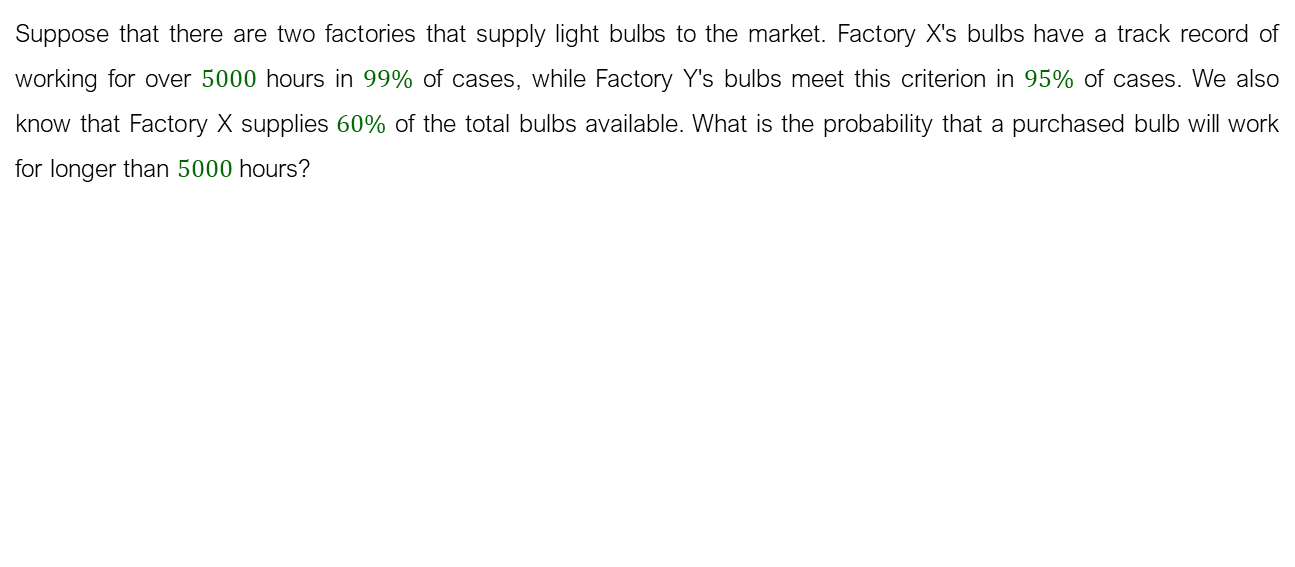 Suppose that there are two factories that supply light bulbs to the market. Factory X's bulbs have a track record of
working for over 5000 hours in 99% of cases, while Factory Y's bulbs meet this criterion in 95% of cases. We also
know that Factory X supplies 60% of the total bulbs available. What is the probability that a purchased bulb will work
for longer than 5000 hours?